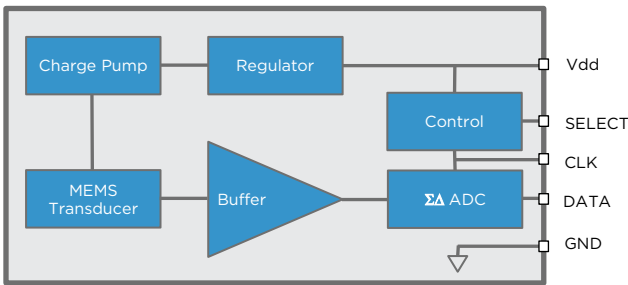 Charge Pump
Regulator
Vdd
Control
SELECT
CLK
MEMS
Transducer
Buffer
ΣΔ ADC
DATA
GND